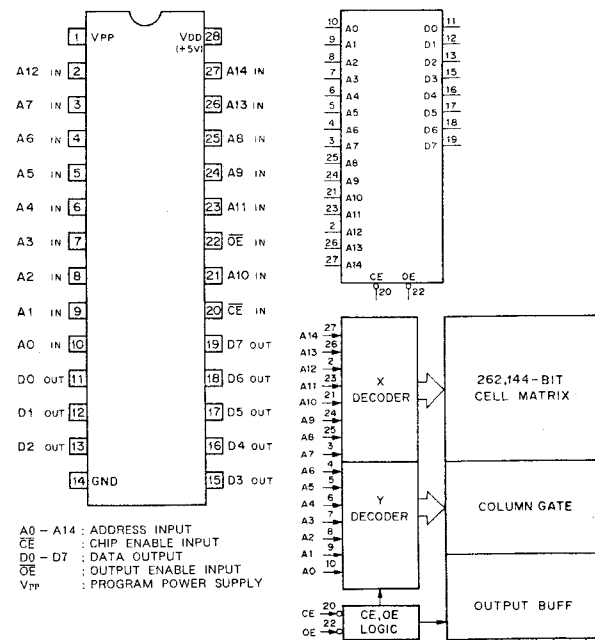 1 VPP VDD 28
(+5V)
A12 IN 2 27 A14 IN
A7 IN 3 26 A13 IN
A6 IN 4 25 A8 IN
A5 IN 5 24 A9 IN
A4 IN 6 23 A11 IN
A3 IN 7 22 OE IN
A2 IN 8 21 A10 IN
A1 IN 9 20 CE IN
A0 IN 10 19 D7 OUT
D0 OUT 11 18 D6 OUT
D1 OUT 12 17 D5 OUT
D2 OUT 13 16 D4 OUT
14 GND 15 D3 OUT
A0 - A14 : ADDRESS INPUT
CE : CHIP ENABLE INPUT
D0 - D7 : DATA OUTPUT
OE : OUTPUT ENABLE INPUT
VPP : PROGRAM POWER SUPPLY
10 A0 D0 11
9 A1 D1 12
8 A2 D2 13
7 A3 D3 15
6 A4 D4 16
5 A5 D5 17
4 A6 D6 18
3 A7 D7 19
25 A8
24 A9
21 A10
23 A11
2 A12
26 A13
27 A14
CE OE
20 22
A14 27
A13 26
A12 2
A11 23
A10 21
A9 24
A8 25
A7 3
X
DECODER
262,144-BIT
CELL MATRIX
A6 4
A5 5
A4 6
A3 7
A2 8
A1 9
A0 10
Y
DECODER
COLUMN GATE
CE 20
OE 22
CE, OE
LOGIC
OUTPUT BUFF